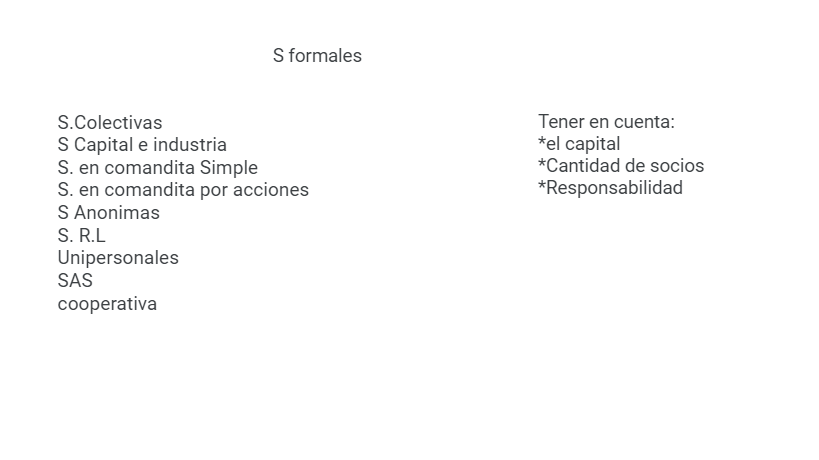 S formales
S.Colectivas
S Capital e industria
S. en comandita Simple
S. en comandita por acciones
S Anonimas
S. R.L
Unipersonales
SAS
cooperativa
Tener en cuenta:
*el capital
*Cantidad de socios
*Responsabilidad